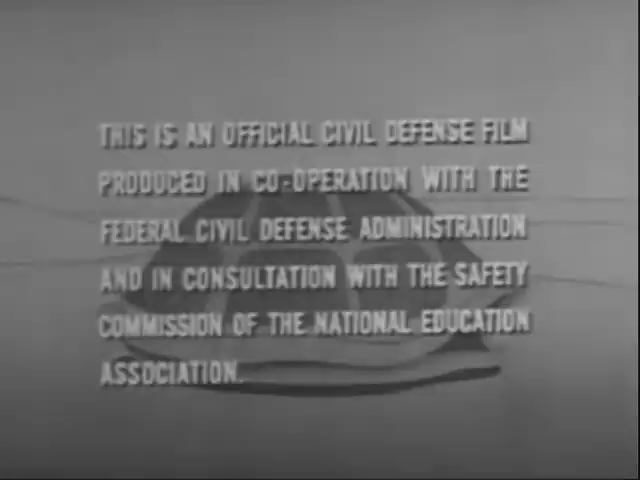 THIS IS AN OFFICIAL CIVIL DEFENSE FILM
PRODUCED IN CO-OPERATION WITH THE
FEDERAL CIVIL DEFENSE ADMINISTRATION
AND IN CONSULTATION WITH THE SAFETY
COMMISSION OF THE NATIONAL EDUCATION
ASSOCIATION.